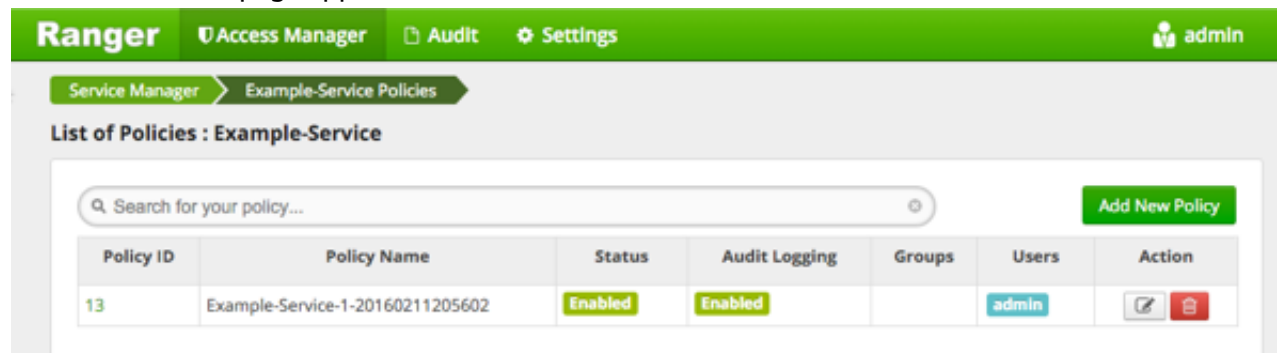 Ranger Access Manager Audit Settings admin
Service Manager Example-Service Policies
List of Policies : Example-Service
Search for your policy... Add New Policy
Policy ID Policy Name Status Audit Logging Groups Users Action
13 Example-Service-1-20160211205602 Enabled Enabled admin